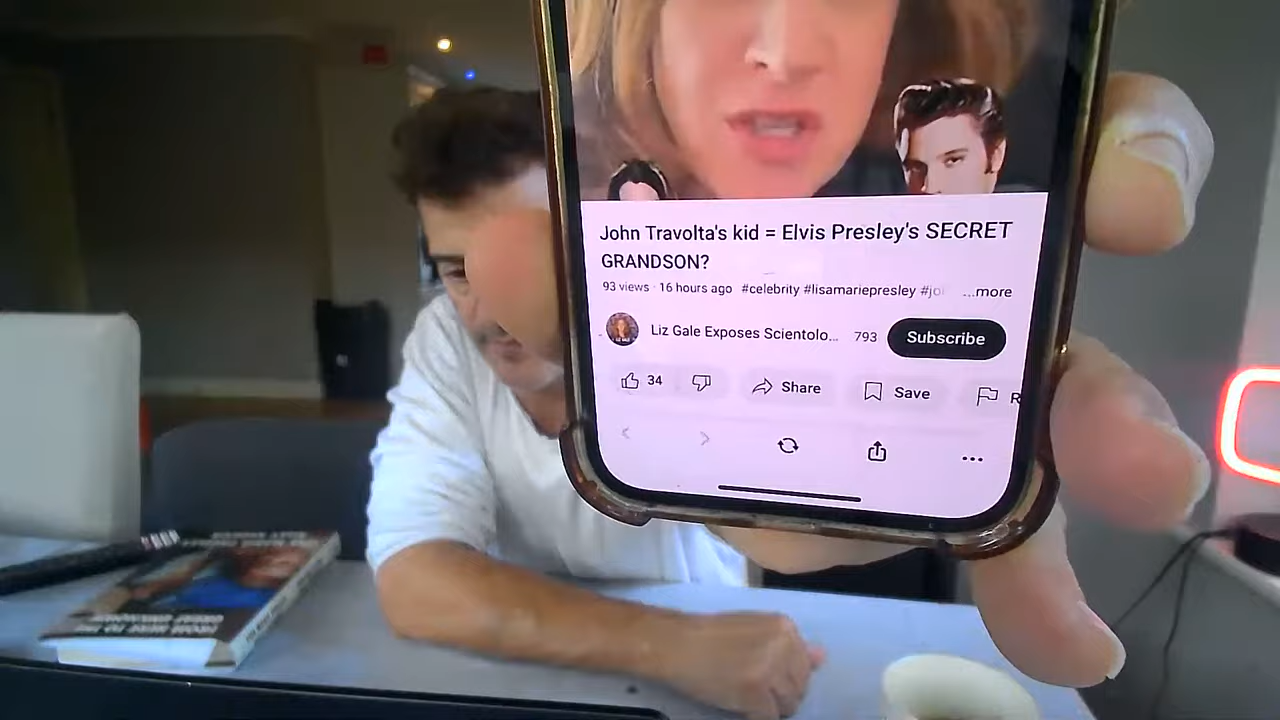 John Travolta's kid = Elvis Presley's SECRET
GRANDSON?
93 views · 16 hours ago #celebrity #lisamariepresley #jo ...more
Liz Gale Exposes Scientolo... 793 Subscribe
34 Share Save R